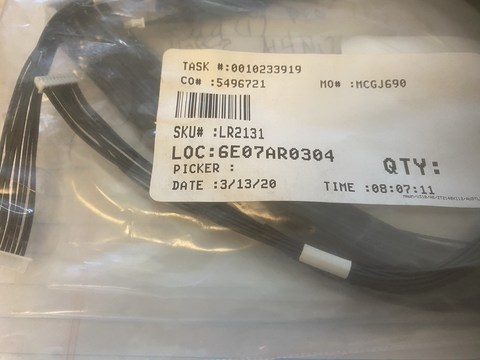 TASK #:0010233919
CO# :5496721 MO# :MCGJ690
SKU# :LR2131
LOC:6E07AR0304
PICKER : QTY:
DATE :3/13/20 TIME :08:07:11